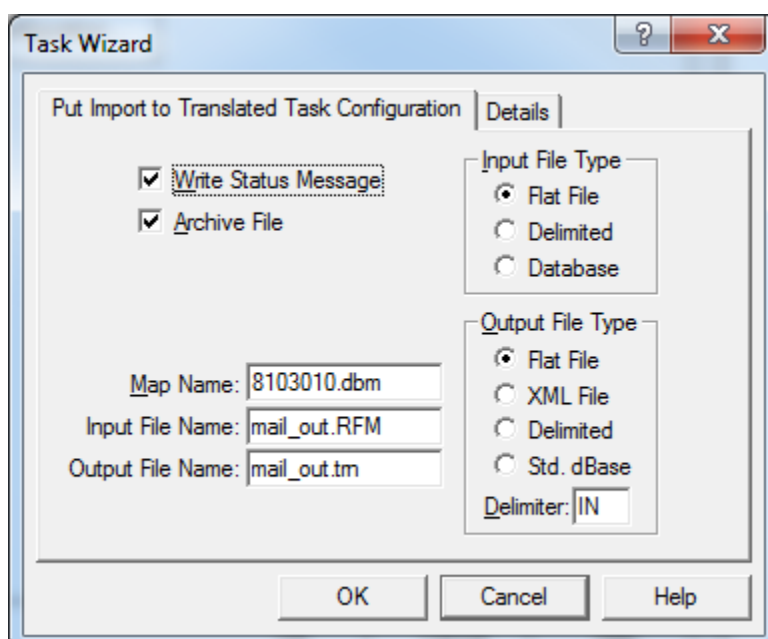 Task Wizard
Put Import to Translated Task Configuration
Details
Write Status Message
Archive File
Input File Type
Flat File
Delimited
Database
Output File Type
Flat File
XML File
Delimited
Std. dBase
Delimiter: IN
Map Name: 8103010.dbm
Input File Name: mail_out.RFM
Output File Name: mail_out.trn
OK
Cancel
Help